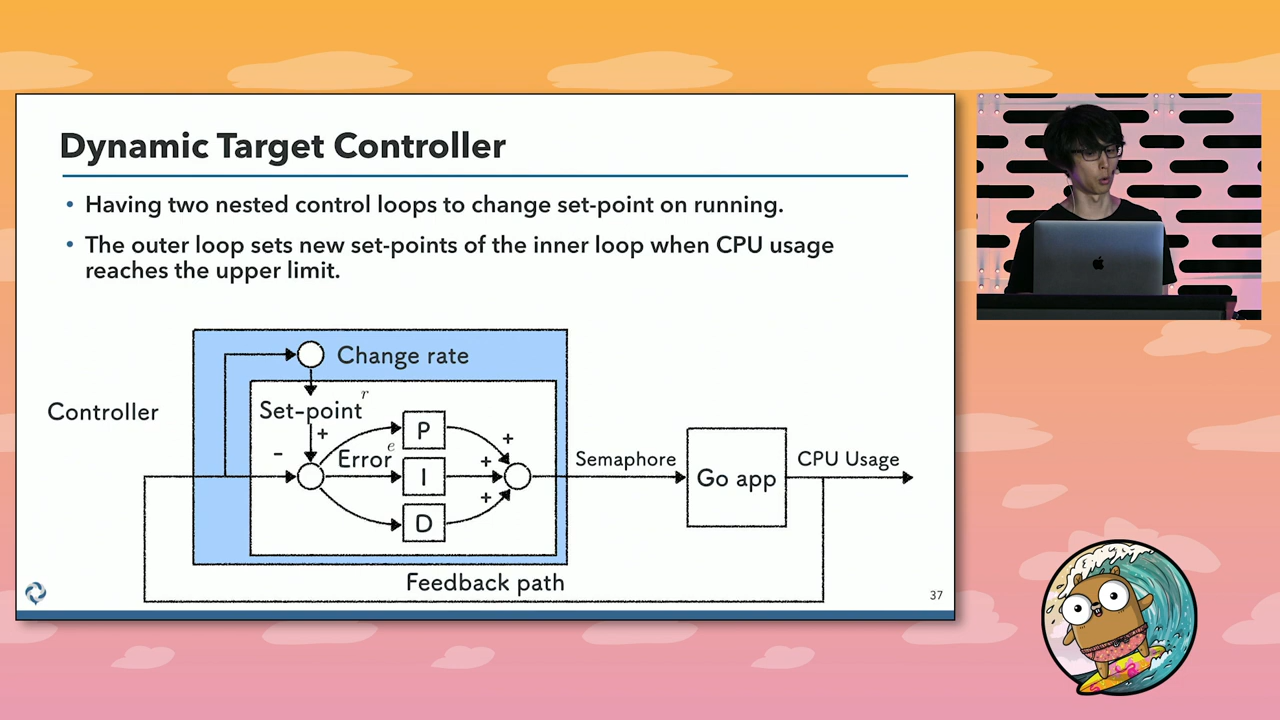 Dynamic Target Controller
• Having two nested control loops to change set-point on running.
• The outer loop sets new set-points of the inner loop when CPU usage
reaches the upper limit.
Change rate
Controller
Set-point r
+
-
Error e
P
I
D
+
+
+
Semaphore
Go app
CPU Usage
Feedback path
37